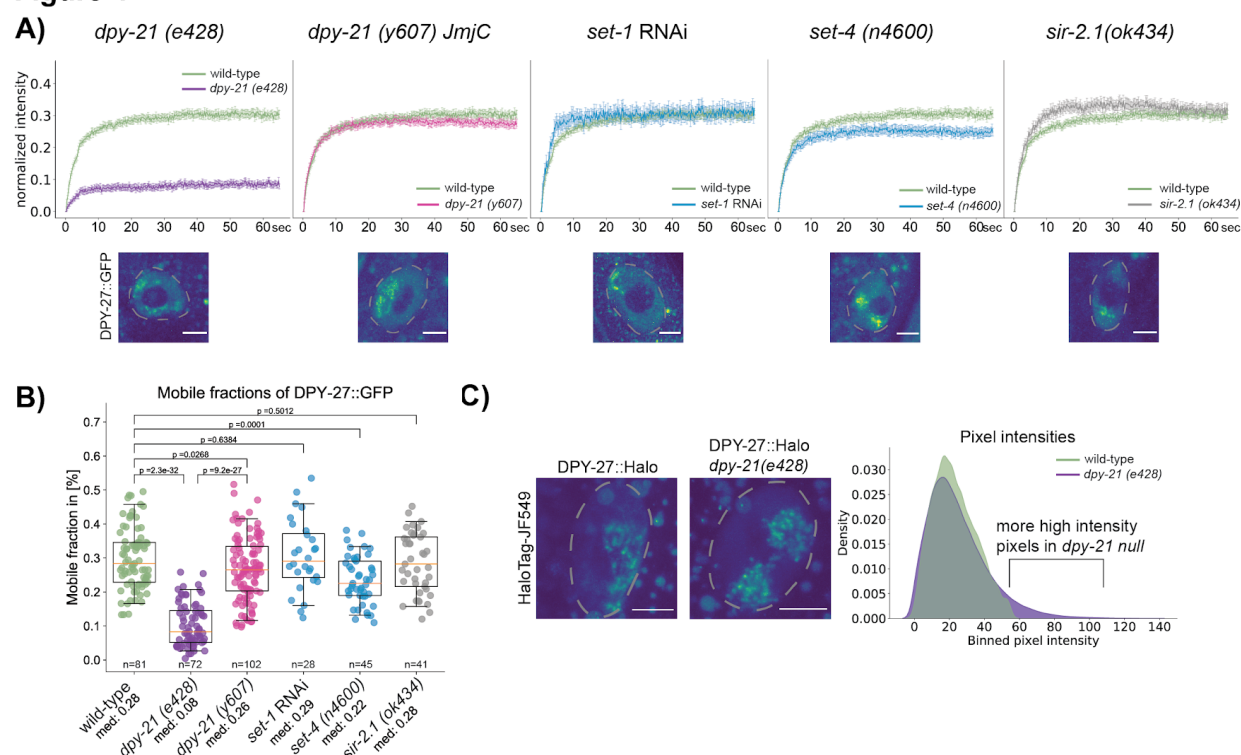 A)
dpy-21 (e428)
dpy-21 (y607) JmjC
set-1 RNAi
set-4 (n4600)
sir-2.1(ok434)
normalized intensity
0.4
0.3
0.2
0.1
0.0
wild-type
dpy-21 (e428)
0 10 20 30 40 50 60sec
wild-type
dpy-21 (y607)
0 10 20 30 40 50 60sec
wild-type
set-1 RNAi
0 10 20 30 40 50 60sec
wild-type
set-4 (n4600)
0 10 20 30 40 50 60sec
wild-type
sir-2.1 (ok434)
0 10 20 30 40 50 60sec
DPY-27::GFP
B)
Mobile fractions of DPY-27::GFP
Mobile fraction in [%]
0.7
0.6
0.5
0.4
0.3
0.2
0.1
0.0
p =0.5012
p =0.0001
p =0.6384
p =0.0268
p =2.3e-32
p =9.2e-27
n=81
n=72
n=102
n=28
n=45
n=41
wild-type
med: 0.28
dpy-21 (e428)
med: 0.08
dpy-21 (y607)
med: 0.26
set-1 RNAi
med: 0.29
set-4 (n4600)
med: 0.22
sir-2.1 (ok434)
med: 0.28
C)
HaloTag-JF549
DPY-27::Halo
DPY-27::Halo
dpy-21(e428)
Pixel intensities
wild-type
dpy-21 (e428)
more high intensity
pixels in dpy-21 null
Density
0.030
0.025
0.020
0.015
0.010
0.005
0.000
0 20 40 60 80 100 120 140
Binned pixel intensity